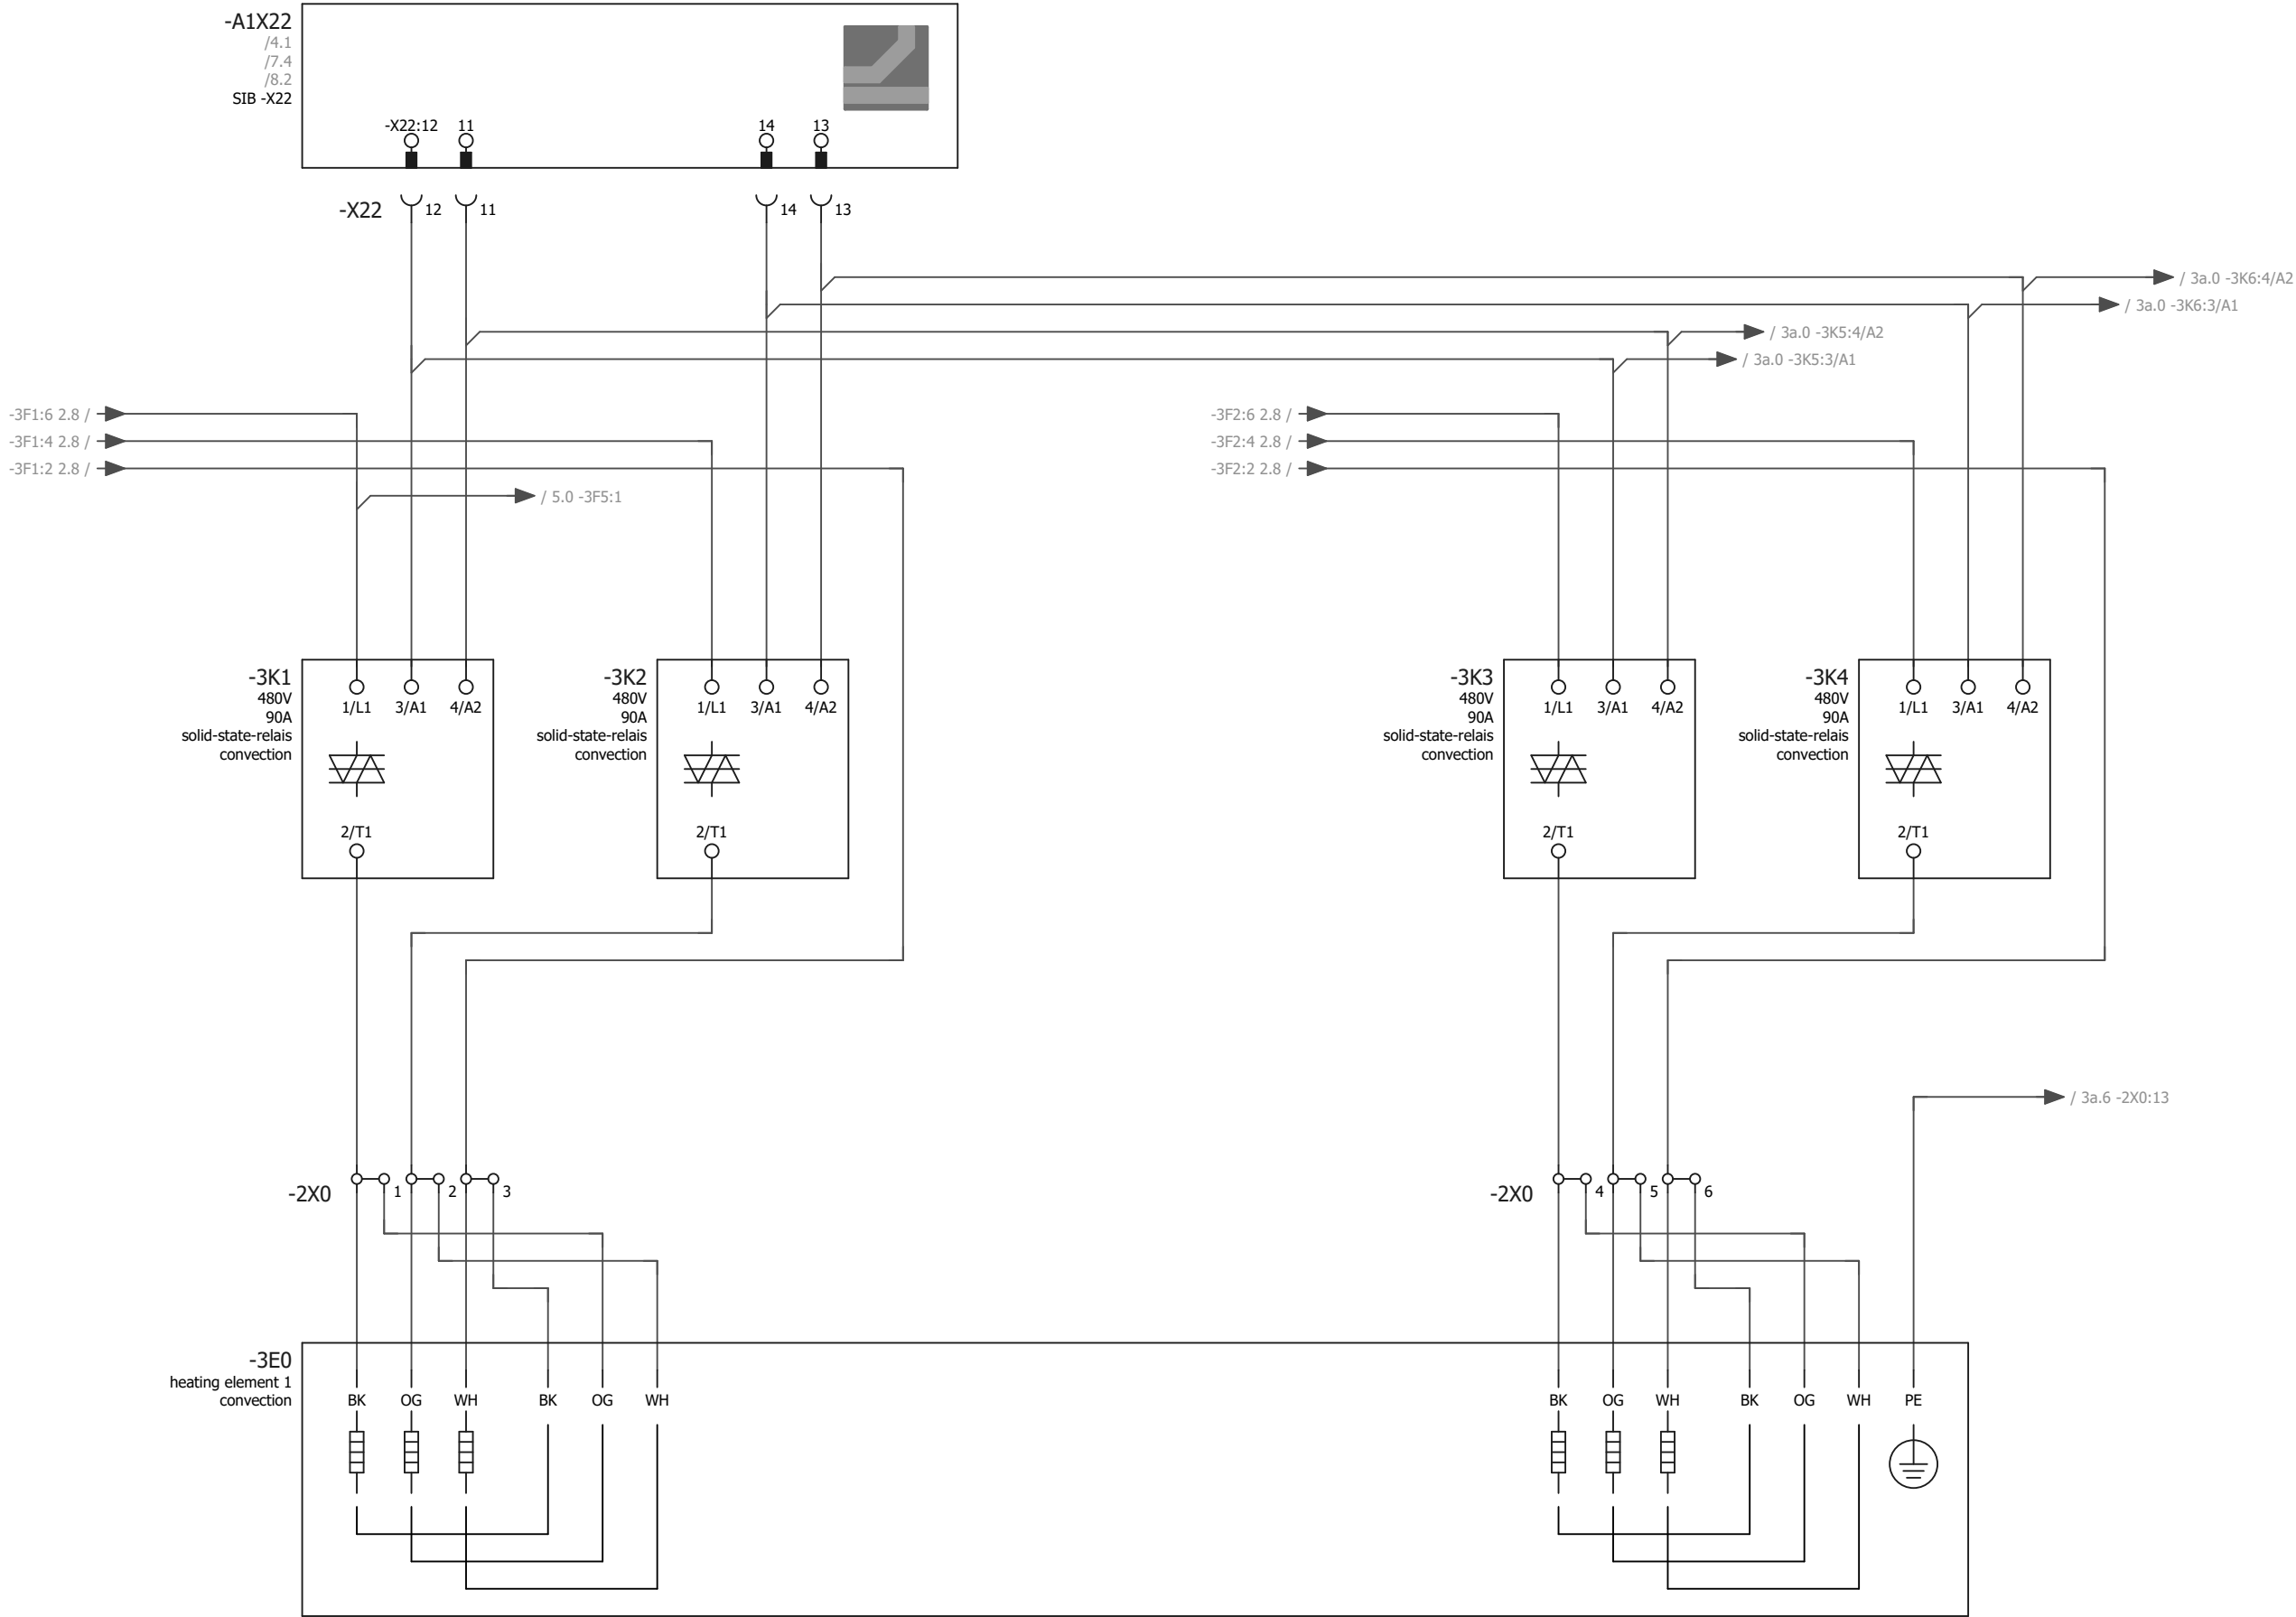 -A1X22
/4.1
/7.4
/8.2
SIB -X22
-X22:12 11 14 13
-X22 12 11 14 13
/ 3a.0 -3K6:4/A2
/ 3a.0 -3K6:3/A1
/ 3a.0 -3K5:4/A2
/ 3a.0 -3K5:3/A1
-3F1:6 2.8 / -3F2:6 2.8 /
-3F1:4 2.8 / -3F2:4 2.8 /
-3F1:2 2.8 / -3F2:2 2.8 /
/ 5.0 -3F5:1
-3K1
480V
90A
solid-state-relais
convection
1/L1 3/A1 4/A2
2/T1
-3K2
480V
90A
solid-state-relais
convection
1/L1 3/A1 4/A2
2/T1
-3K3
480V
90A
solid-state-relais
convection
1/L1 3/A1 4/A2
2/T1
-3K4
480V
90A
solid-state-relais
convection
1/L1 3/A1 4/A2
2/T1
/ 3a.6 -2X0:13
-2X0 1 2 3
-2X0 4 5 6
-3E0
heating element 1
convection
BK OG WH BK OG WH
BK OG WH BK OG WH PE